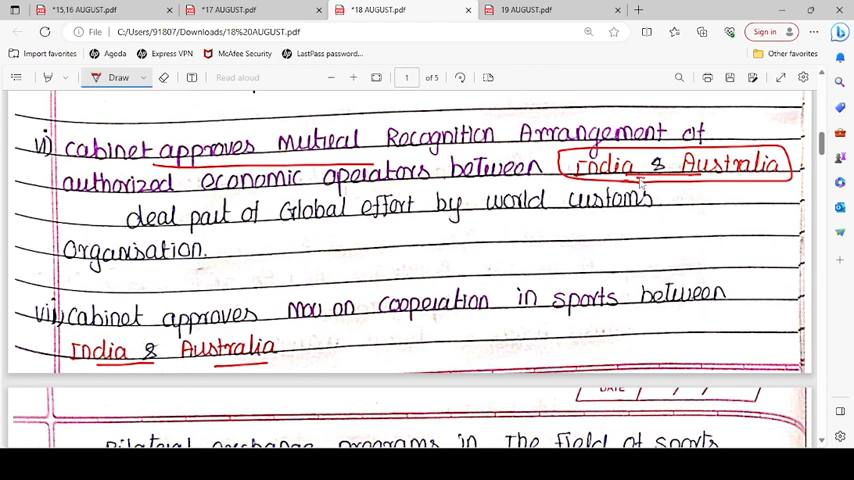 *15,16 AUGUST.pdf
*17 AUGUST.pdf
*18 AUGUST.pdf
19 AUGUST.pdf
File C:/Users/91807/Downloads/18%20AUGUST.pdf
Sign in
Import favorites Agoda Express VPN McAfee Security LastPass password... Other favorites
Draw Read aloud 1 of 5
vi) Cabinet approves Mutual Recognition Arrangement of
authorized economic operators between India & Australia
deal part of Global effort by world customs
Organisation.
vii) Cabinet approves MOU on cooperation in sports between
India & Australia
DATE / /
Bilateral exchange programs in the field of sports